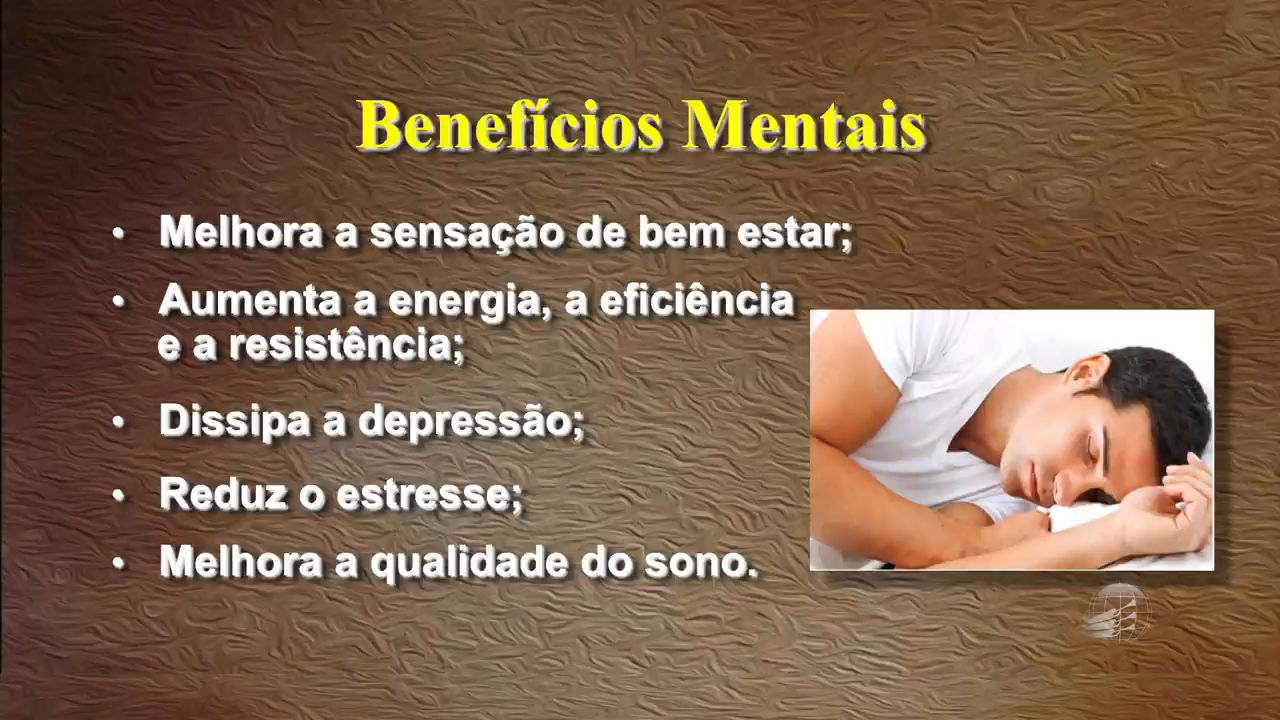 Benefícios Mentais
• Melhora a sensação de bem estar;
• Aumenta a energia, a eficiência
e a resistência;
• Dissipa a depressão;
• Reduz o estresse;
• Melhora a qualidade do sono.